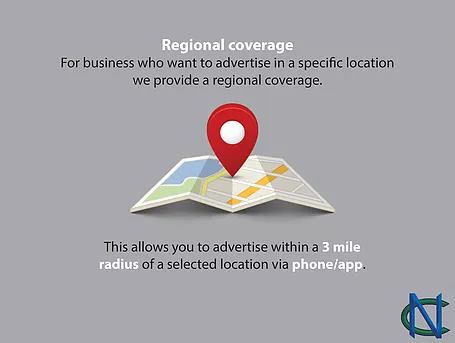 Regional coverage
For business who want to advertise in a specific location
we provide a regional coverage.
This allows you to advertise within a 3 mile
radius of a selected location via phone/app.
NC